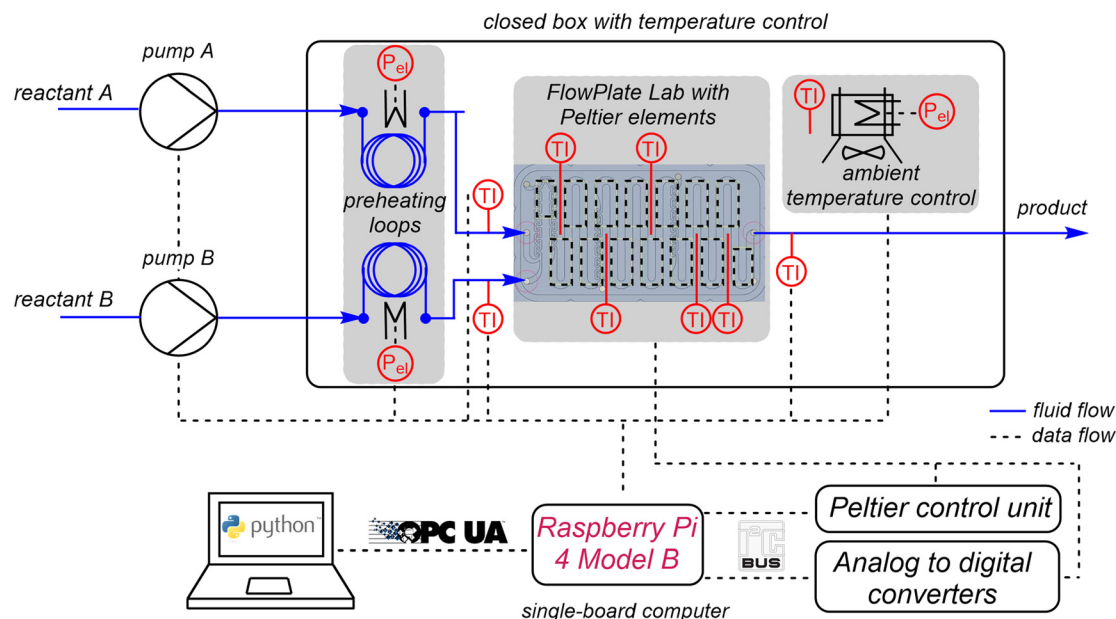 closed box with temperature control
pump A
reactant A
Pel
FlowPlate Lab with
Peltier elements
TI
Pel
TI
TI
TI
ambient
temperature control
preheating
loops
product
pump B
reactant B
TI
TI
TI
TI
TI
Pel
fluid flow
data flow
python™
OPC UA
Raspberry Pi
4 Model B
I²C
BUS
Peltier control unit
Analog to digital
converters
single-board computer